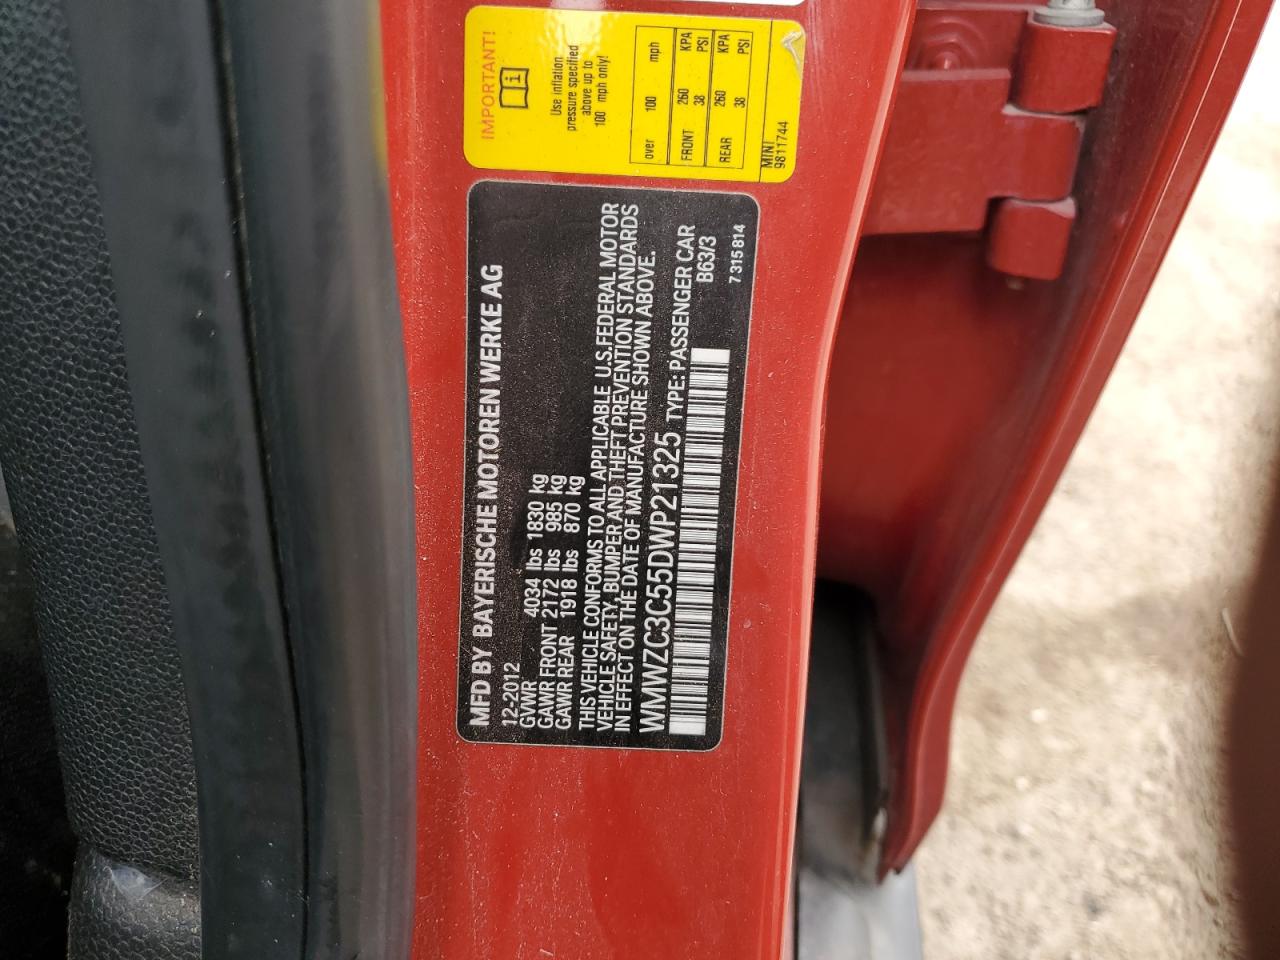 MFD BY BAYERISCHE MOTOREN WERKE AG
12-2012
GVWR 4034 lbs 1830 kg
GAWR FRONT 2172 lbs 985 kg
GAWR REAR 1918 lbs 870 kg
THIS VEHICLE CONFORMS TO ALL APPLICABLE U.S.FEDERAL MOTOR
VEHICLE SAFETY, BUMPER AND THEFT PREVENTION STANDARDS
IN EFFECT ON THE DATE OF MANUFACTURE SHOWN ABOVE.
WMWZC3C55DWP21325 TYPE: PASSENGER CAR
B63/3
7 315 814
IMPORTANT!
i
Use inflation
pressure specified
above up to
100 mph only!
over 100 mph
FRONT 260 KPA
38 PSI
REAR 260 KPA
38 PSI
MINI
9811744